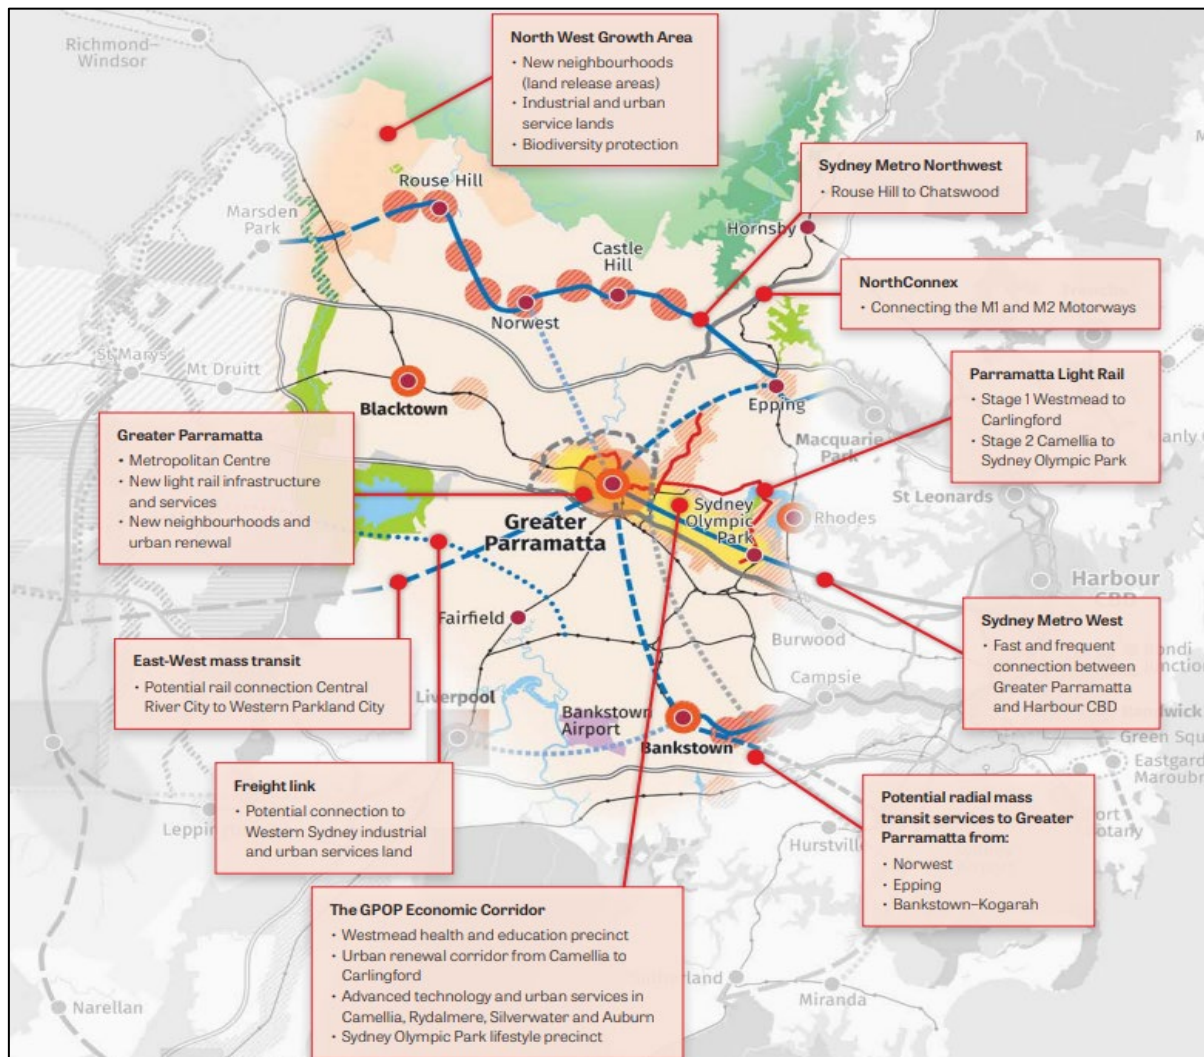 North West Growth Area
• New neighbourhoods
(land release areas)
• Industrial and urban
service lands
• Biodiversity protection
Richmond–
Windsor
Sydney Metro Northwest
• Rouse Hill to Chatswood
Rouse Hill
Marsden
Park
Hornsby
Castle
Hill
NorthConnex
• Connecting the M1 and M2 Motorways
Norwest
St Marys
Mt Druitt
Blacktown
Epping
Parramatta Light Rail
• Stage 1 Westmead to
Carlingford
• Stage 2 Camellia to
Sydney Olympic Park
Macquarie
Park
Greater Parramatta
• Metropolitan Centre
• New light rail infrastructure
and services
• New neighbourhoods and
urban renewal
St Leonards
Sydney
Olympic
Park
Rhodes
Greater
Parramatta
Harbour
CBD
Fairfield
Burwood
Sydney Metro West
• Fast and frequent
connection between
Greater Parramatta
and Harbour CBD
East-West mass transit
• Potential rail connection Central
River City to Western Parkland City
Liverpool
Campsie
Bankstown
Airport
Bankstown
Green Squ
Eastgard
Maroubr
Freight link
• Potential connection to
Western Sydney industrial
and urban services land
Leppin
Potential radial mass
transit services to Greater
Parramatta from:
• Norwest
• Epping
• Bankstown–Kogarah
Hurstville
The GPOP Economic Corridor
• Westmead health and education precinct
• Urban renewal corridor from Camellia to
Carlingford
• Advanced technology and urban services in
Camellia, Rydalmere, Silverwater and Auburn
• Sydney Olympic Park lifestyle precinct
Miranda
Narellan